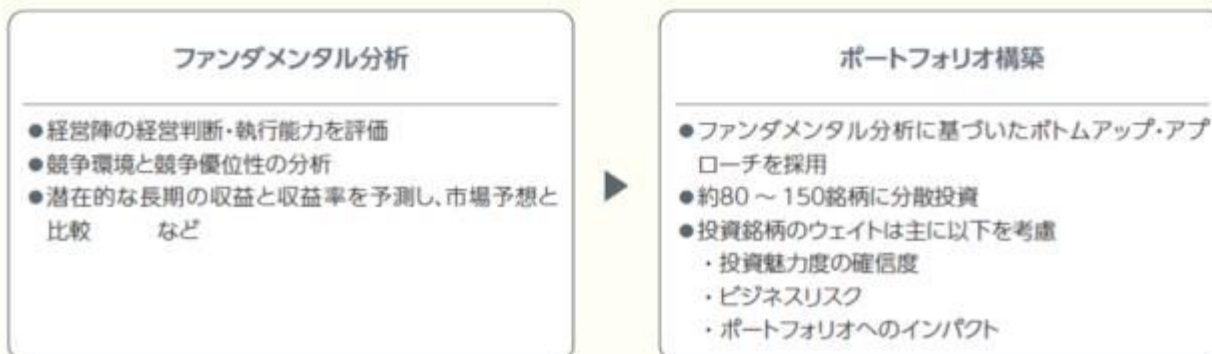 ファンダメンタル分析
●経営陣の経営判断・執行能力を評価
●競争環境と競争優位性の分析
●潜在的な長期の収益と収益率を予測し、市場予想と
比較　　など
ポートフォリオ構築
●ファンダメンタル分析に基づいたボトムアップ・アプ
ローチを採用
●約80～150銘柄に分散投資
●投資銘柄のウェイトは主に以下を考慮
・投資魅力度の確信度
・ビジネスリスク
・ポートフォリオへのインパクト